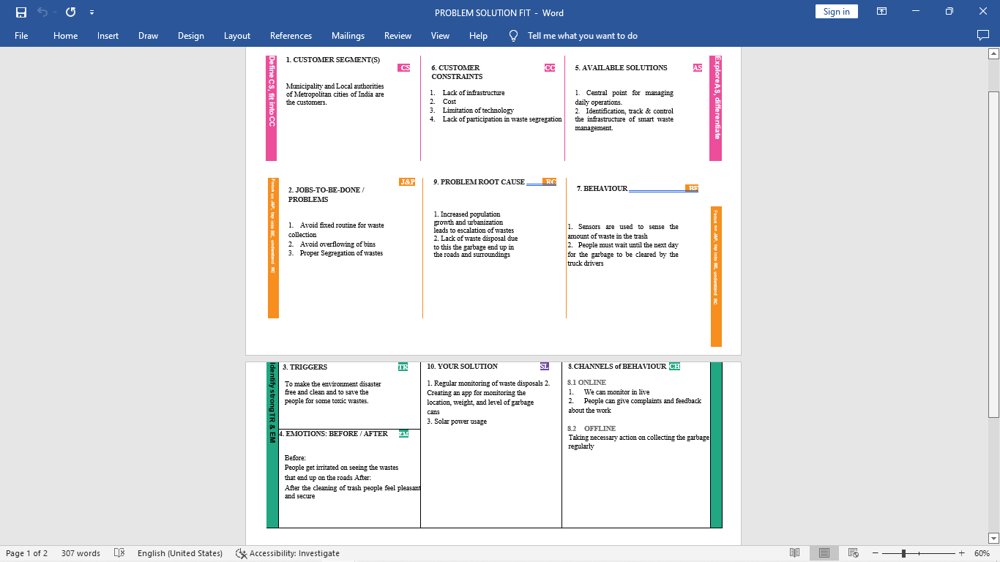 PROBLEM SOLUTION FIT - Word
Sign in
File Home Insert Draw Design Layout References Mailings Review View Help Tell me what you want to do
Define CS, fit into CC
1. CUSTOMER SEGMENT(S)
CS
Municipality and Local authorities
of Metropolitan cities of India are
the customers.
6. CUSTOMER
CONSTRAINTS
CC
1. Lack of infrastructure
2. Cost
3. Limitation of technology
4. Lack of participation in waste segregation
5. AVAILABLE SOLUTIONS
AS
1. Central point for managing
daily operations.
2. Identification, track & control
the infrastructure of smart waste
management.
Explore AS, differentiate
Focus on J&P, tap into BE, understand RC
2. JOBS-TO-BE-DONE /
PROBLEMS
J&P
1. Avoid fixed routine for waste
collection
2. Avoid overflowing of bins
3. Proper Segregation of wastes
9. PROBLEM ROOT CAUSE
RC
1. Increased population
growth and urbanization
leads to escalation of wastes
2. Lack of waste disposal due
to this the garbage end up in
the roads and surroundings
7. BEHAVIOUR
BE
1. Sensors are used to sense the
amount of waste in the trash
2. People must wait until the next day
for the garbage to be cleared by the
truck drivers
Focus on J&P, tap into BE, understand RC
Identify strong TR & EM
3. TRIGGERS
TR
To make the environment disaster
free and clean and to save the
people for some toxic wastes.
4. EMOTIONS: BEFORE / AFTER
EM
Before:
People get irritated on seeing the wastes
that end up on the roads After:
After the cleaning of trash people feel pleasant
and secure
10. YOUR SOLUTION
SL
1. Regular monitoring of waste disposals 2.
Creating an app for monitoring the
location, weight, and level of garbage
cans
3. Solar power usage
8.CHANNELS of BEHAVIOUR
CH
8.1 ONLINE
1. We can monitor in live
2. People can give complaints and feedback
about the work
8.2 OFFLINE
Taking necessary action on collecting the garbage
regularly
Page 1 of 2 307 words English (United States) Accessibility: Investigate 60%